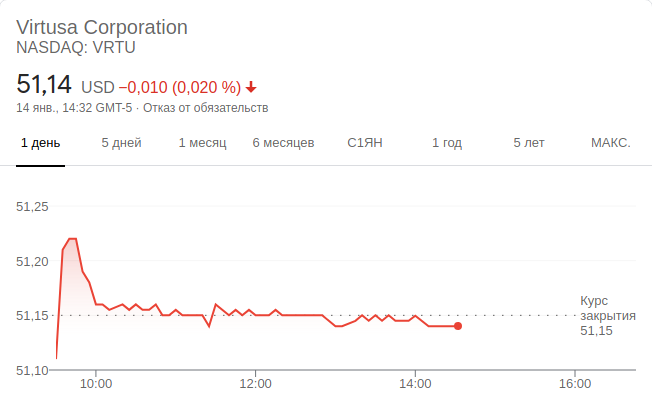 Virtusa Corporation
NASDAQ: VRTU
51,14 USD −0,010 (0,020 %)
14 янв., 14:32 GMT-5 · Отказ от обязательств
1 день 5 дней 1 месяц 6 месяцев С1ЯН 1 год 5 лет МАКС.
51,25
51,20
51,15
51,10
Курс
закрытия
51,15
10:00 12:00 14:00 16:00